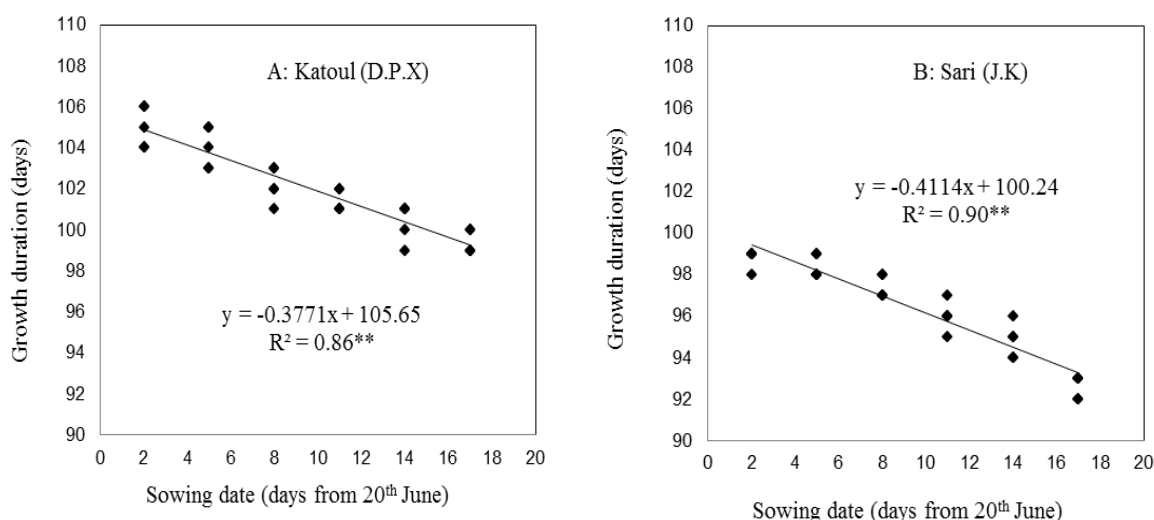 110
108
106
104
102
100
98
96
94
92
90
Growth duration (days)
A: Katoul (D.P.X)
y = -0.3771x + 105.65
R² = 0.86**
0 2 4 6 8 10 12 14 16 18 20
Sowing date (days from 20th June)
110
108
106
104
102
100
98
96
94
92
90
Growth duration (days)
B: Sari (J.K)
y = -0.4114x + 100.24
R² = 0.90**
0 2 4 6 8 10 12 14 16 18 20
Sowing date (days from 20th June)